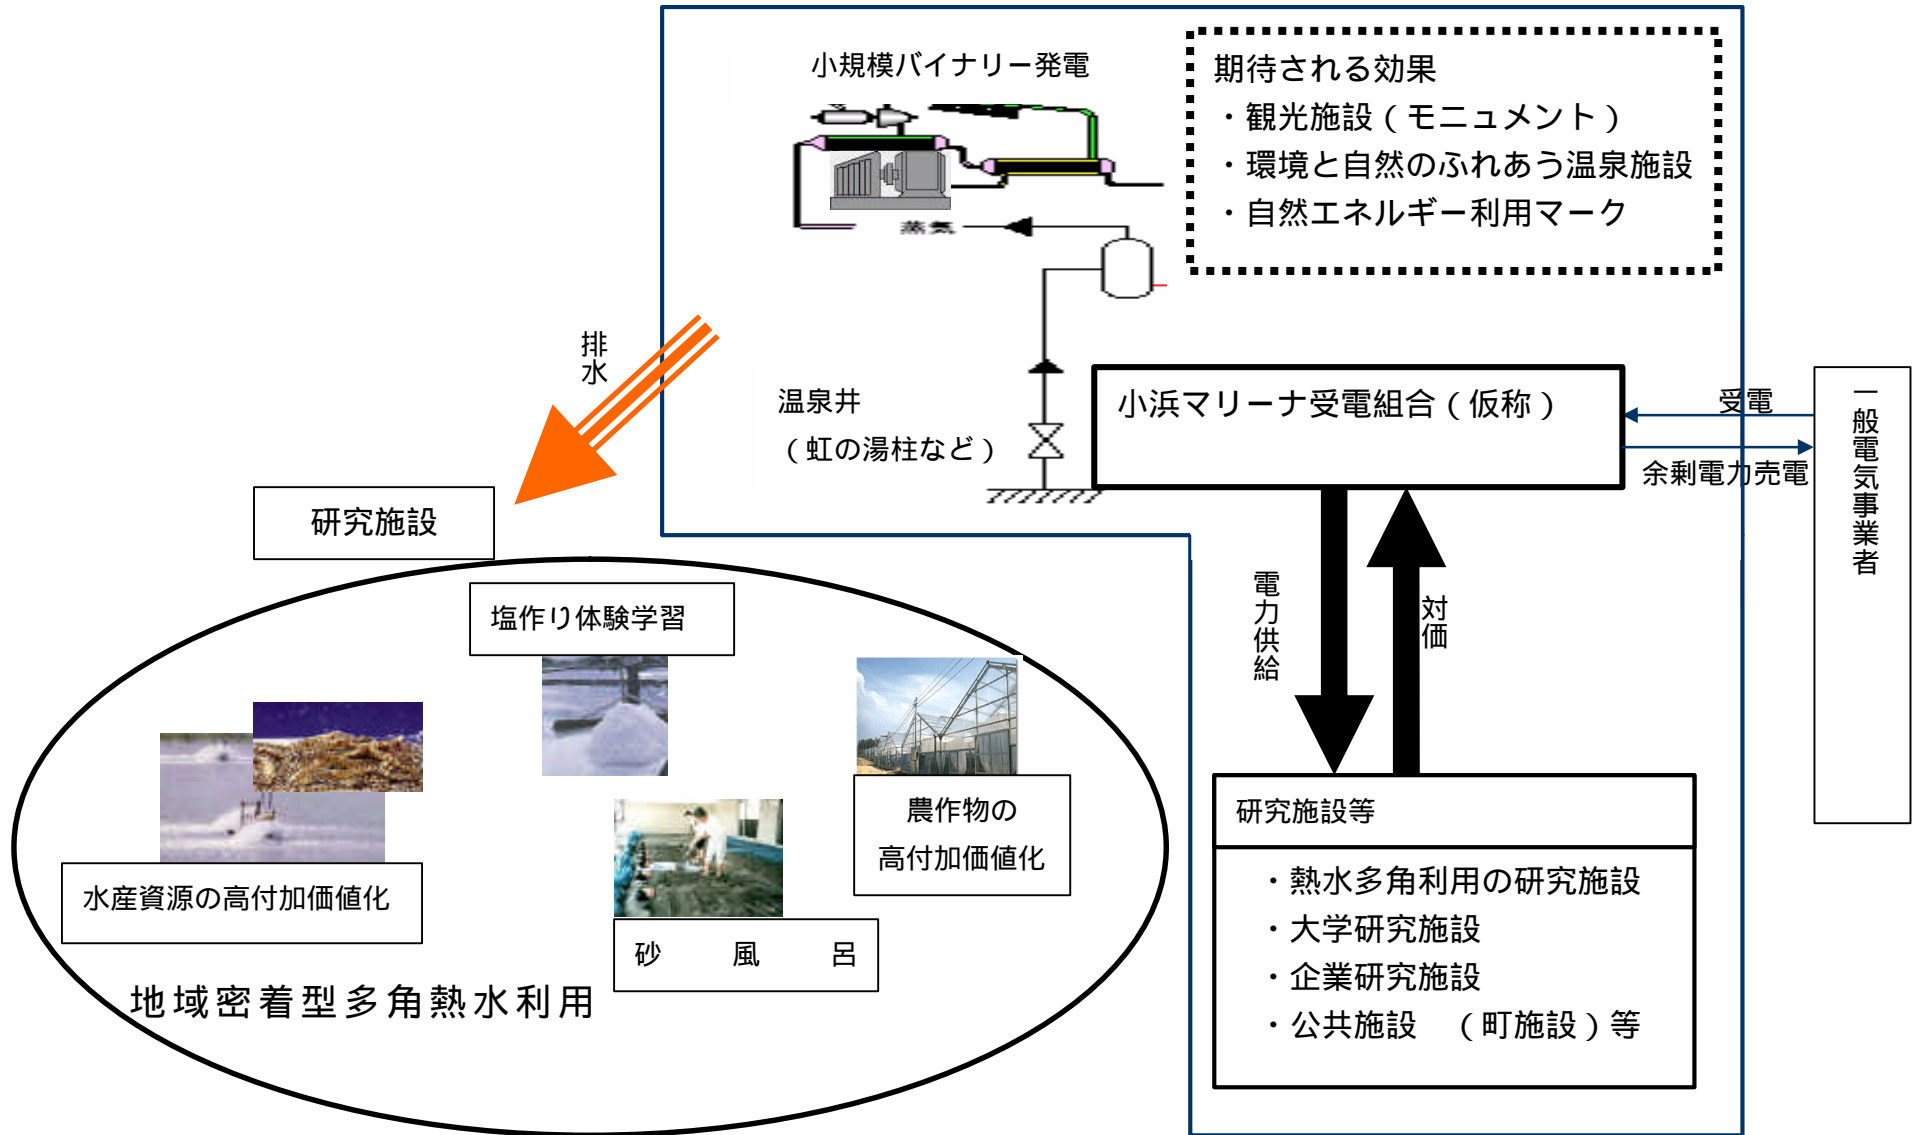 小規模バイナリー発電
期待される効果
・観光施設（モニュメント）
・環境と自然のふれあう温泉施設
・自然エネルギー利用マーク
蒸気
排水
温泉井
（虹の湯柱など）
小浜マリーナ受電組合（仮称）
受電
余剰電力売電
一般電気事業者
研究施設
電力供給
対価
塩作り体験学習
農作物の
高付加価値化
水産資源の高付加価値化
砂　風　呂
地域密着型多角熱水利用
研究施設等
・熱水多角利用の研究施設
・大学研究施設
・企業研究施設
・公共施設　（町施設）等